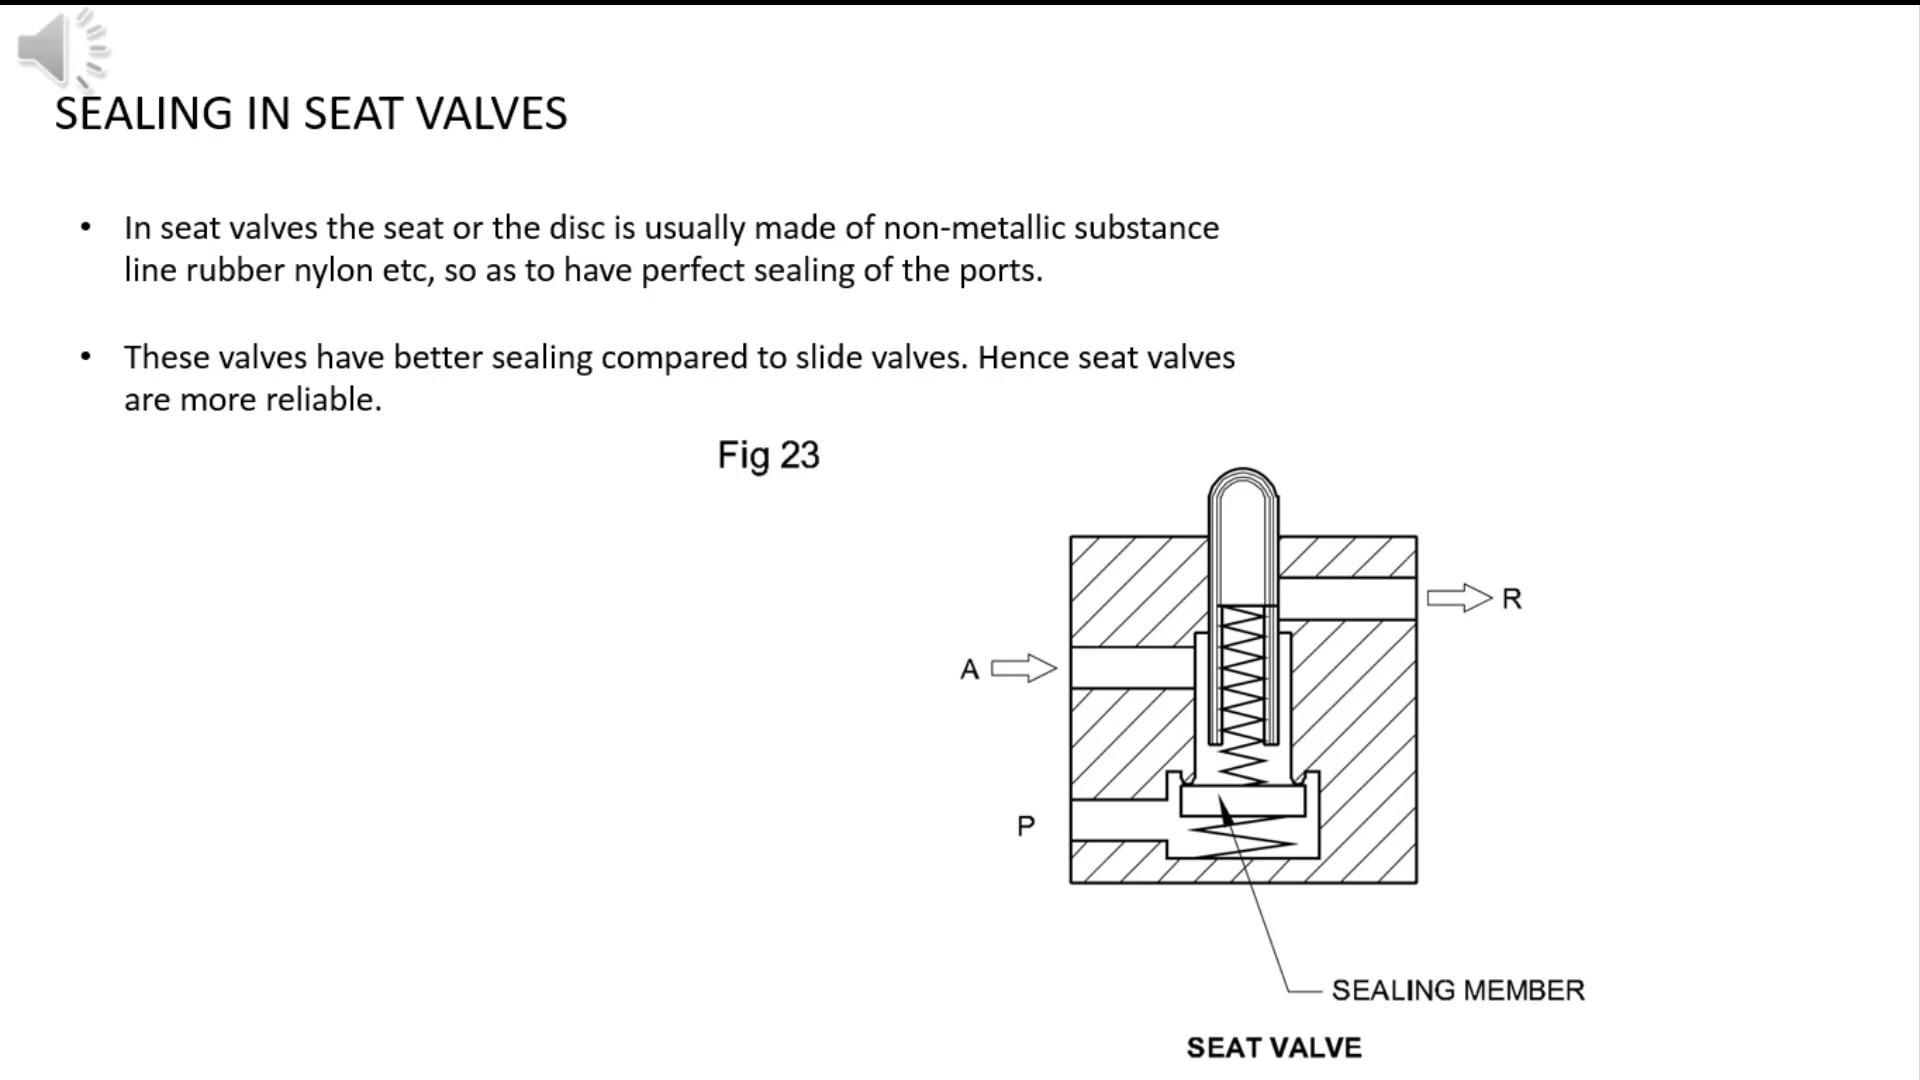 SEALING IN SEAT VALVES
• In seat valves the seat or the disc is usually made of non-metallic substance
line rubber nylon etc, so as to have perfect sealing of the ports.
• These valves have better sealing compared to slide valves. Hence seat valves
are more reliable.
Fig 23
R
A
P
SEALING MEMBER
SEAT VALVE